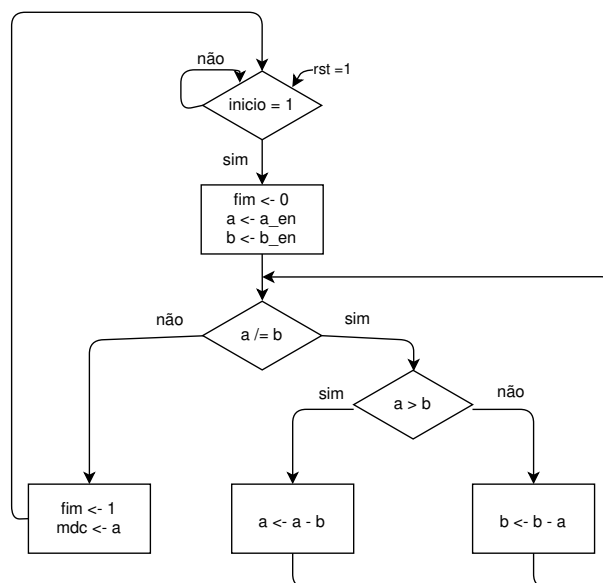 não
rst =1
inicio = 1
sim
fim <- 0
a <- a_en
b <- b_en
não
sim
a /= b
sim
não
a > b
fim <- 1
mdc <- a
a <- a - b
b <- b - a